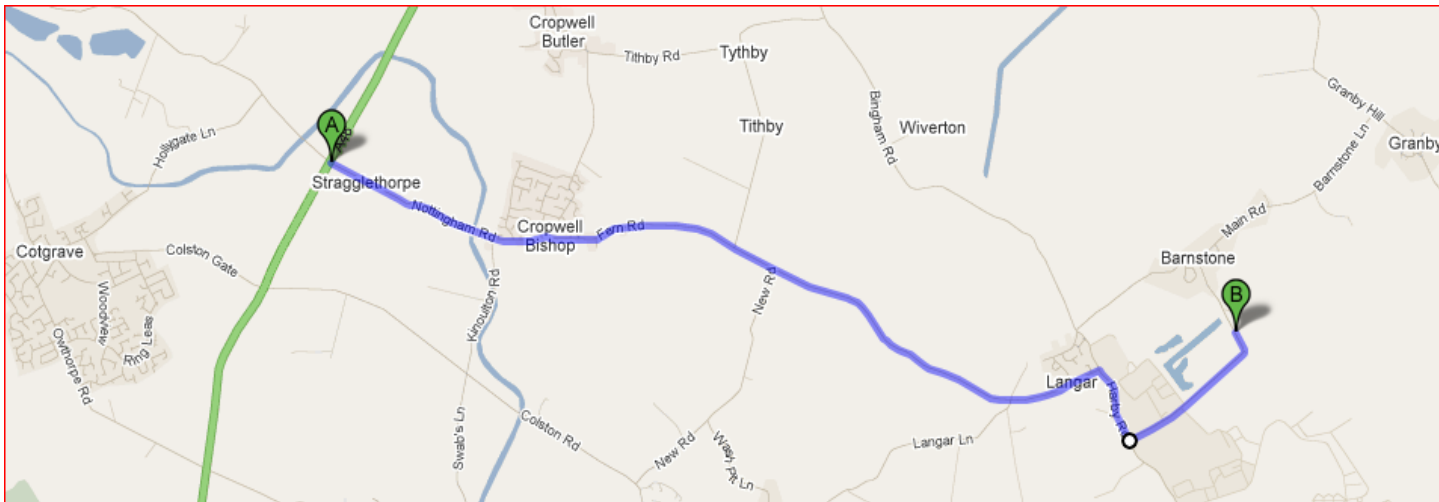 Cropwell
Butler
Tithby Rd
Tythby
Tithby
Bingham Rd
Wiverton
Granby Hill
Granby
Barnstone Ln
Main Rd
Barnstone
Hollygate Ln
A
Stragglethorpe
Nottingham Rd
Cropwell
Bishop
Fern Rd
Cotgrave
Colston Gate
Woodview
Ring Leas
Owthorpe Rd
Kinoulton Rd
New Rd
B
Langar
Harby Rd
Swab's Ln
Colston Rd
New Rd
Wash Pit Ln
Langar Ln